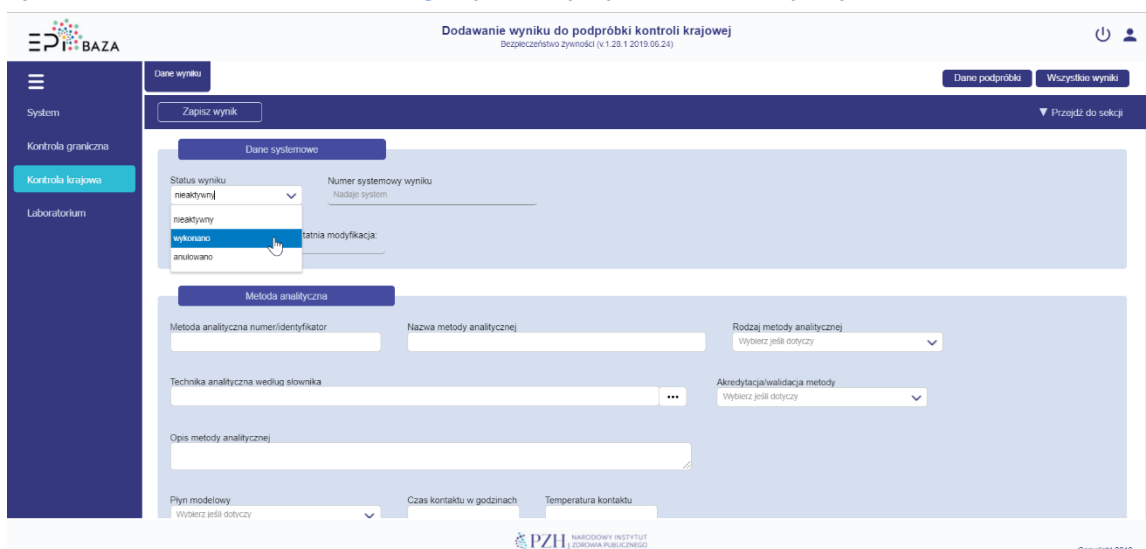 EPI BAZA
Dodawanie wyniku do podpróbki kontroli krajowej
Bezpieczeństwo żywności (v.1.28.1 2019.06.24)
Dane wyniku
Dane podpróbki
Wszystkie wyniki
System
Zapisz wynik
▼ Przejdź do sekcji
Kontrola graniczna
Dane systemowe
Kontrola krajowa
Status wyniku
Numer systemowy wyniku
nieaktywny
Nadaje system
Laboratorium
nieaktywny
wykonano
tatnia modyfikacja:
anulowano
Metoda analityczna
Metoda analityczna numer/identyfikator
Nazwa metody analitycznej
Rodzaj metody analitycznej
Wybierz jeśli dotyczy
Technika analityczna według słownika
Akredytacja/walidacja metody
•••
Wybierz jeśli dotyczy
Opis metody analitycznej
Płyn modelowy
Czas kontaktu w godzinach
Temperatura kontaktu
Wybierz jeśli dotyczy
PZH NARODOWY INSTYTUT
ZDROWIA PUBLICZNEGO